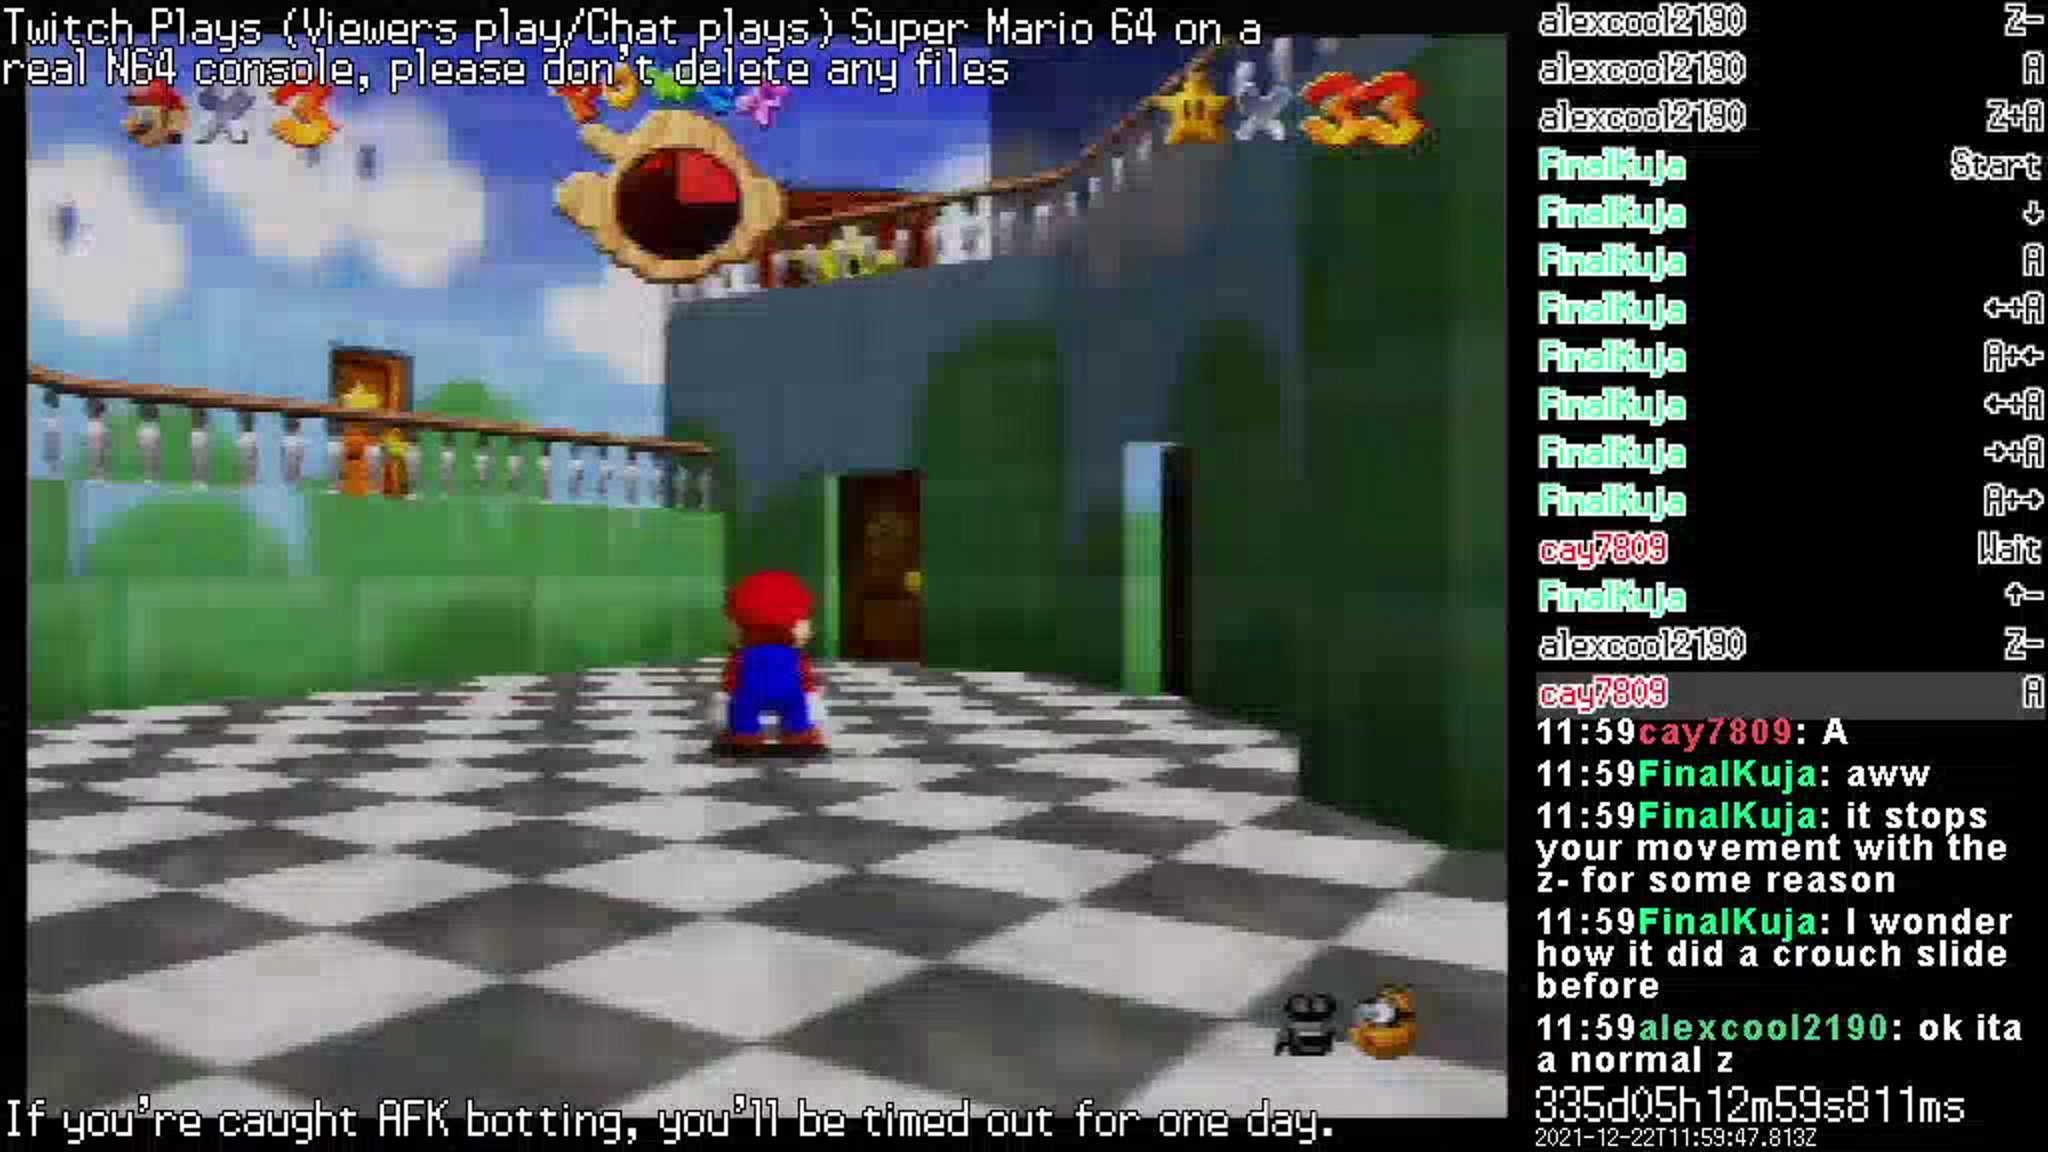 Twitch Plays (Viewers play/Chat plays) Super Mario 64 on a
real N64 console, please don't delete any files
3
33
If you're caught AFK botting, you'll be timed out for one day.
alexcool2190 Z-
alexcool2190 A
alexcool2190 Z+A
FinalKuja Start
FinalKuja ↓
FinalKuja A
FinalKuja ←+A
FinalKuja A+←
FinalKuja ←+A
FinalKuja →+A
FinalKuja A+→
cay7809 Wait
FinalKuja ↑-
alexcool2190 Z-
cay7809 A
11:59cay7809: A
11:59FinalKuja: aww
11:59FinalKuja: it stops
your movement with the
z- for some reason
11:59FinalKuja: I wonder
how it did a crouch slide
before
11:59alexcool2190: ok ita
a normal z
335d05h12m59s811ms
2021-12-22T11:59:47.813Z